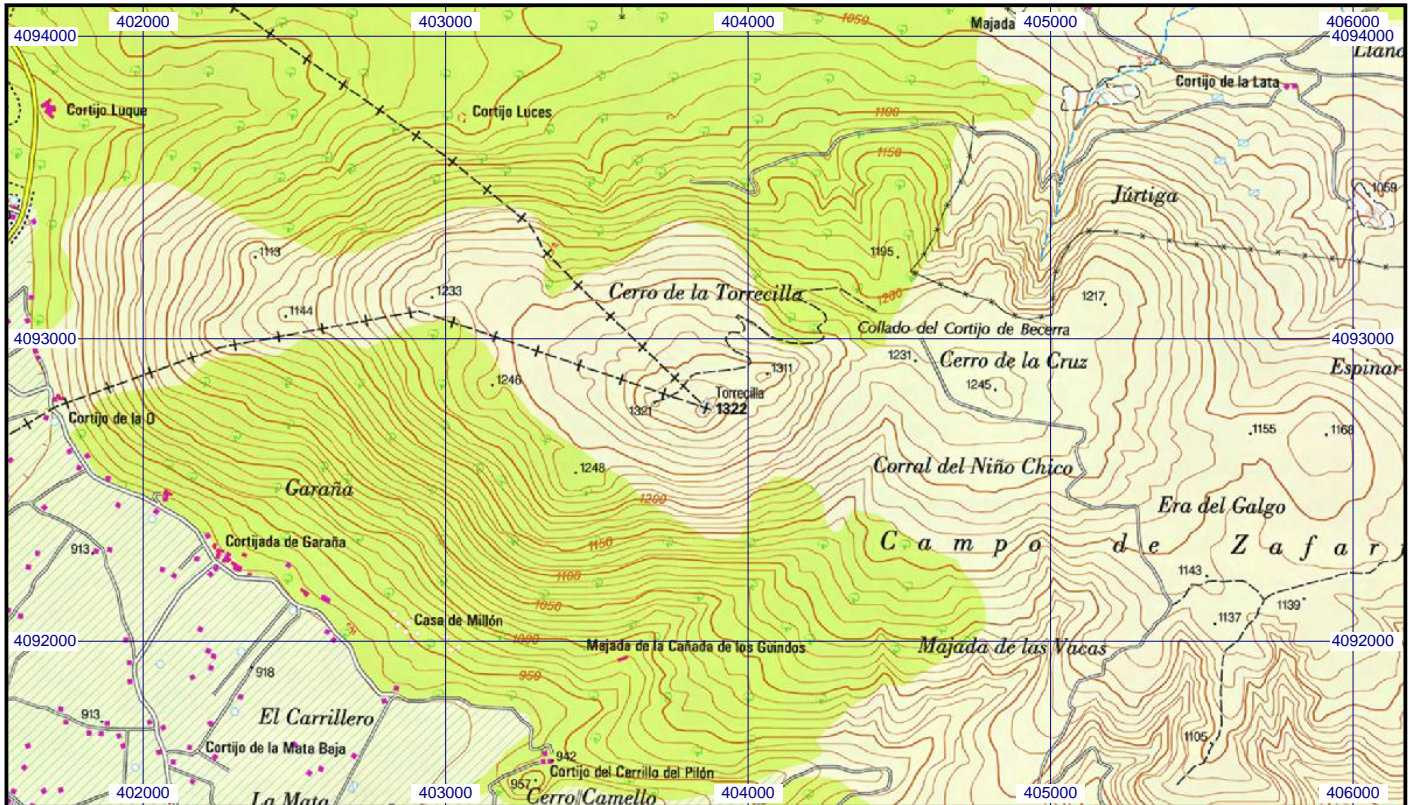 402000 403000 404000 405000 406000
1050
Majada
4094000 4094000
Llano
Cortijo de la Lata
Cortijo Luque
Cortijo Luces
1100
1150
1059
Júrtiga
1113
1195
1233
Cerro de la Torrecilla
1200
1217
1144
Collado del Cortijo de Becerra
4093000 4093000
1231
Cerro de la Cruz
1311
Espinar
1246
1245
Torrecilla
1321
1322
Cortijo de la O
1155
1168
1248
Corral del Niño Chico
Garaña
1200
Era del Galgo
Cortijada de Garaña
913
1150
Campo de Zafar
1100
1143
1050
1139
Casa de Millón
1137
1000
4092000 4092000
Majada de la Cañada de los Guindos
Majada de las Vacas
918
950
913
El Carrillero
1105
Cortijo de la Mata Baja
942
Cortijo del Cerrillo del Pilón
957
Cerro Camello
402000 403000 404000 405000 406000
La Mata